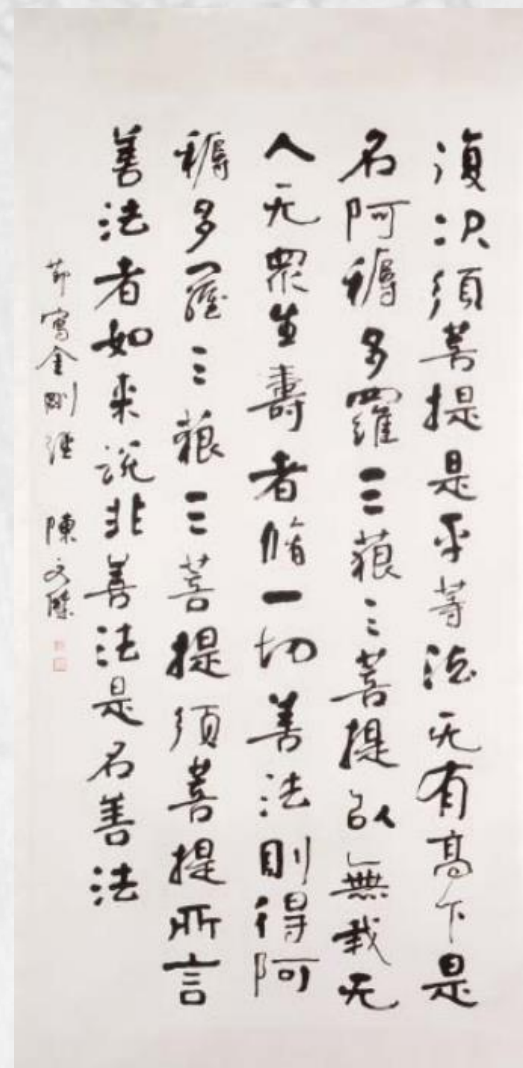 復次須菩提是平等法无有高下是
名阿耨多羅三藐三菩提以無我无
人无眾生壽者脩一切善法則得阿
耨多羅三藐三菩提須菩提所言
善法者如来說非善法是名善法
節寫金剛經 陳文